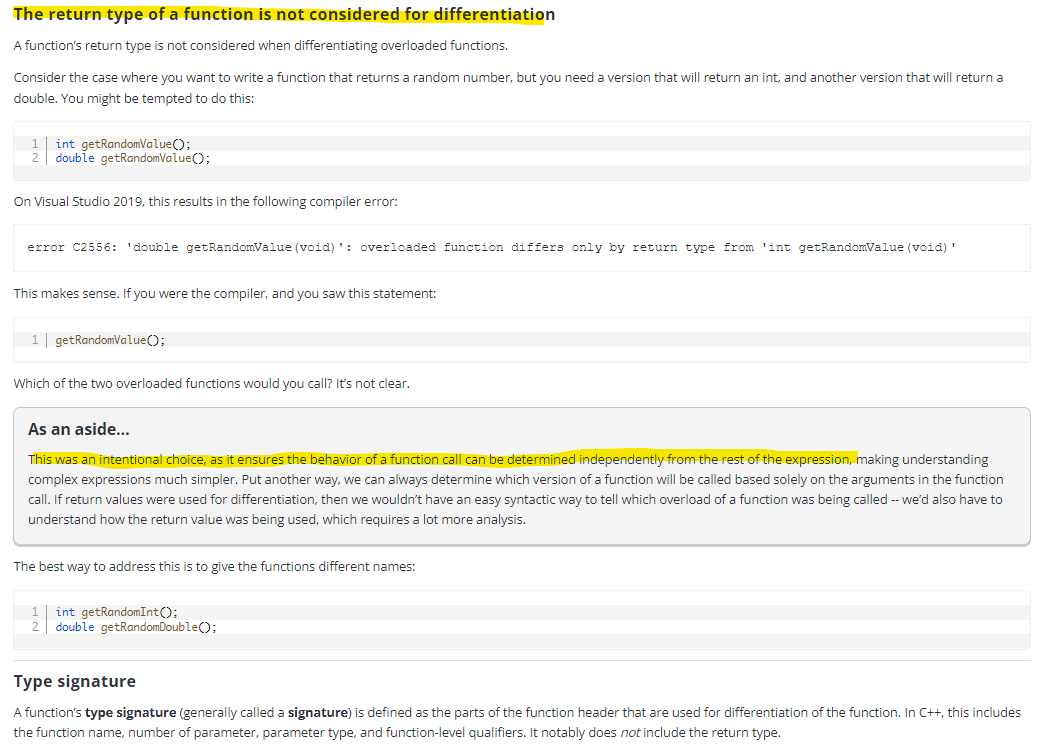 The return type of a function is not considered for differentiation
A function’s return type is not considered when differentiating overloaded functions.
Consider the case where you want to write a function that returns a random number, but you need a version that will return an int, and another version that will return a
double. You might be tempted to do this:
1 int getRandomValue();
2 double getRandomValue();
On Visual Studio 2019, this results in the following compiler error:
error C2556: 'double getRandomValue(void)': overloaded function differs only by return type from 'int getRandomValue(void)'
This makes sense. If you were the compiler, and you saw this statement:
1 getRandomValue();
Which of the two overloaded functions would you call? It’s not clear.
As an aside…
This was an intentional choice, as it ensures the behavior of a function call can be determined independently from the rest of the expression, making understanding
complex expressions much simpler. Put another way, we can always determine which version of a function will be called based solely on the arguments in the function
call. If return values were used for differentiation, then we wouldn’t have an easy syntactic way to tell which overload of a function was being called -- we’d also have to
understand how the return value was being used, which requires a lot more analysis.
The best way to address this is to give the functions different names:
1 int getRandomInt();
2 double getRandomDouble();
Type signature
A function’s type signature (generally called a signature) is defined as the parts of the function header that are used for differentiation of the function. In C++, this includes
the function name, number of parameter, parameter type, and function-level qualifiers. It notably does not include the return type.